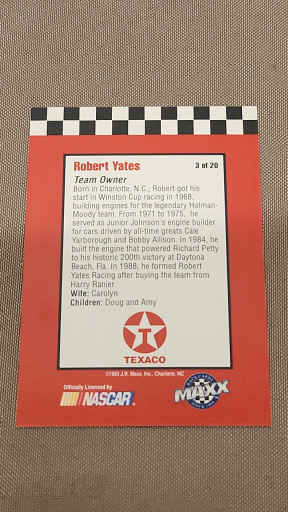 Robert Yates 3 of 20
Team Owner
Born in Charlotte, N.C., Robert got his
start in Winston Cup racing in 1968,
building engines for the legendary Holman-
Moody team. From 1971 to 1975, he
served as Junior Johnson's engine builder
for cars driven by all-time greats Cale
Yarborough and Bobby Allison. In 1984, he
built the engine that powered Richard Petty
to his historic 200th victory at Daytona
Beach, Fla. In 1988, he formed Robert
Yates Racing after buying the team from
Harry Ranier.
Wife: Carolyn
Children: Doug and Amy
T
TEXACO
J.R. Maxx, Inc., Charlotte, NC
Officially Licensed by
NASCAR
MAXX